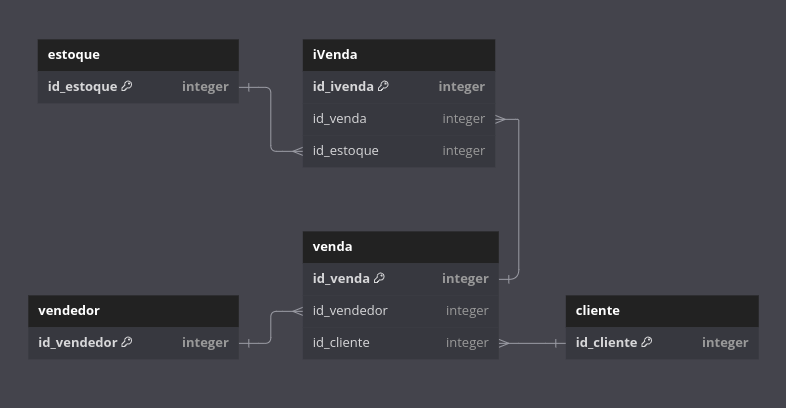 estoque
id_estoque integer
iVenda
id_ivenda integer
id_venda integer
id_estoque integer
venda
id_venda integer
id_vendedor integer
id_cliente integer
vendedor
id_vendedor integer
cliente
id_cliente integer